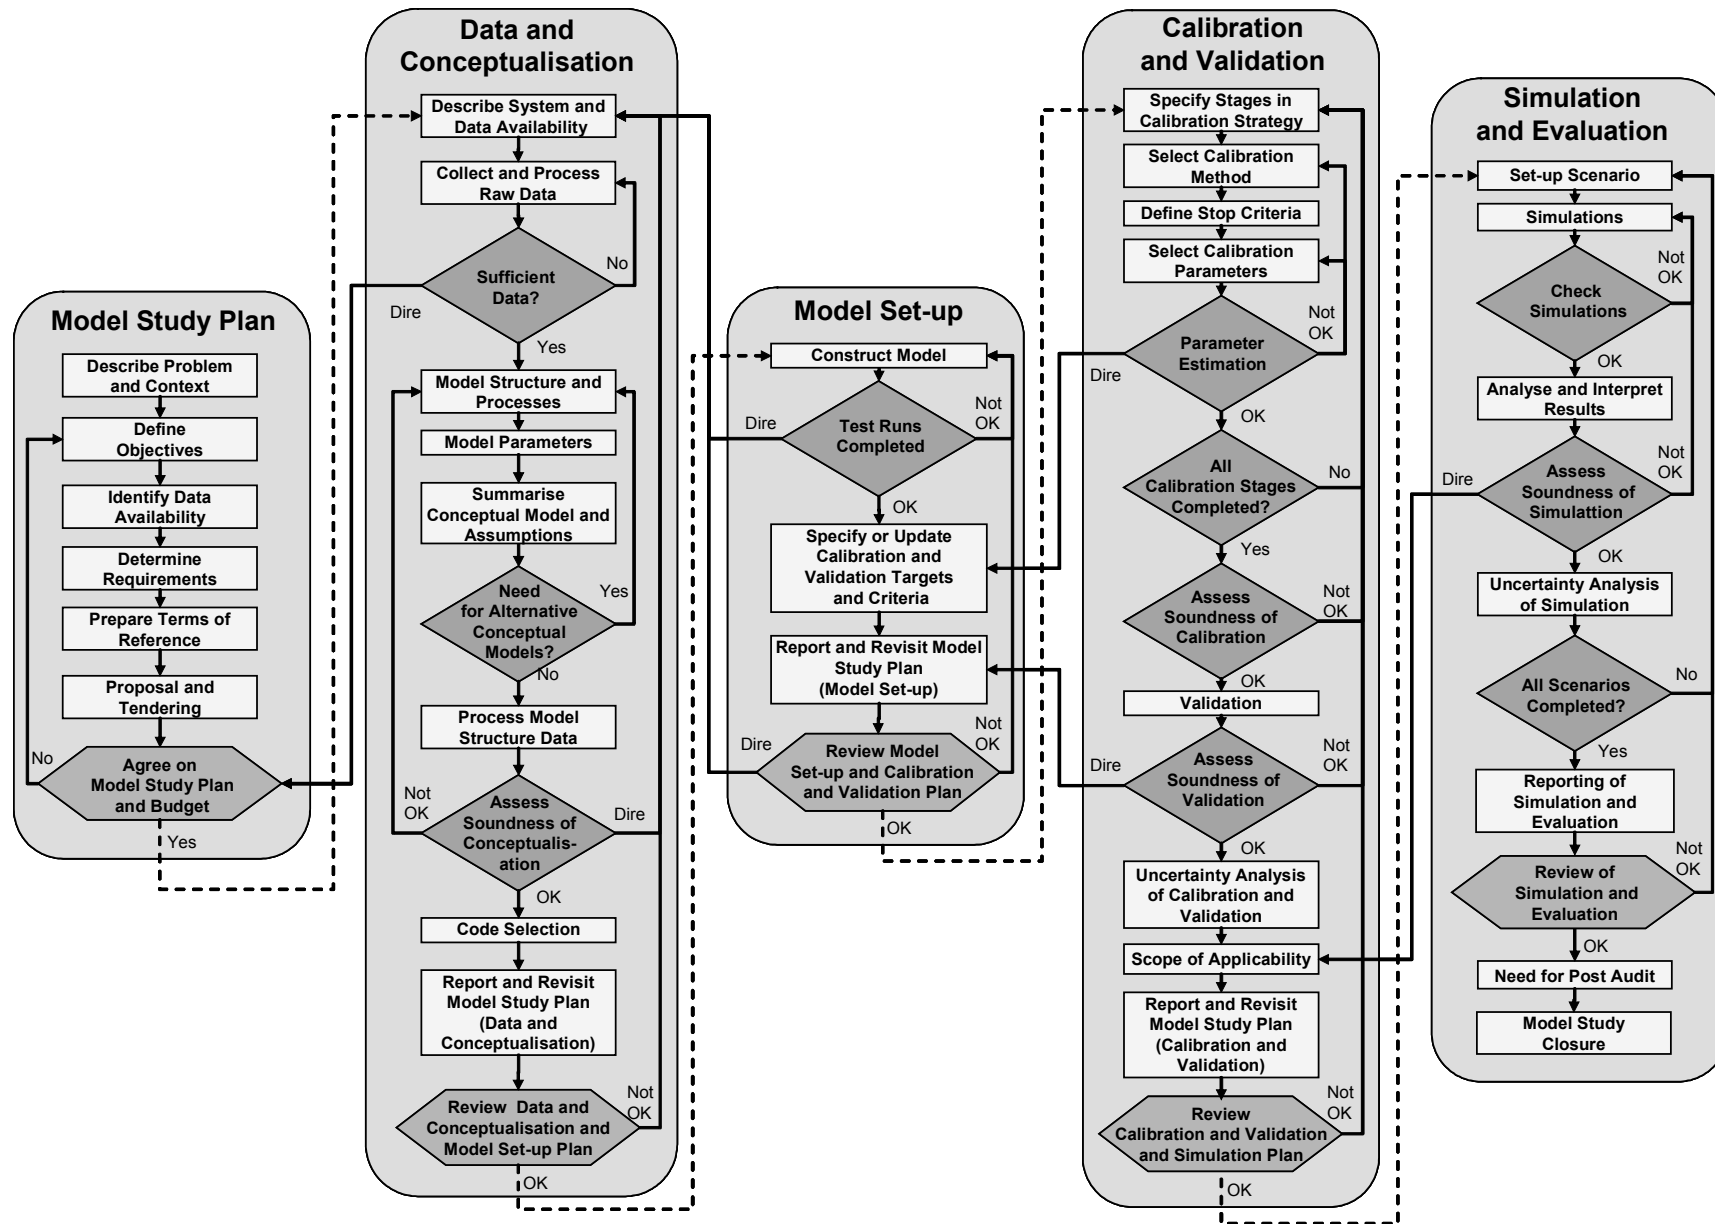 Model Study Plan
Describe Problem
and Context
Define
Objectives
Identify Data
Availability
Determine
Requirements
Prepare Terms of
Reference
Proposal and
Tendering
No
Agree on
Model Study Plan
and Budget
Yes
Data and
Conceptualisation
Describe System and
Data Availability
Collect and Process
Raw Data
No
Sufficient
Data?
Dire
Yes
Model Structure and
Processes
Model Parameters
Summarise
Conceptual Model and
Assumptions
Need
for Alternative
Conceptual
Models?
Yes
No
Process Model
Structure Data
Not
OK
Assess
Soundness of
Conceptualis-
ation
Dire
OK
Code Selection
Report and Revisit
Model Study Plan
(Data and
Conceptualisation)
Not
OK
Review  Data and
Conceptualisation and
Model Set-up Plan
OK
Model Set-up
Construct Model
Not
OK
Dire
Test Runs
Completed
OK
Specify or Update
Calibration and
Validation Targets
and Criteria
Report and Revisit Model
Study Plan
(Model Set-up)
Not
OK
Dire
Review Model
Set-up and Calibration
and Validation Plan
OK
Calibration
and Validation
Specify Stages in
Calibration Strategy
Select Calibration
Method
Define Stop Criteria
Select Calibration
Parameters
Not
OK
Parameter
Estimation
Dire
OK
All
Calibration Stages
Completed?
No
Yes
Not
OK
Assess
Soundness of
Calibration
OK
Validation
Not
OK
Dire
Assess
Soundness of
Validation
OK
Uncertainty Analysis
of Calibration and
Validation
Scope of Applicability
Report and Revisit
Model Study Plan
(Calibration and
Validation)
Not
OK
Review
Calibration and Validation
and Simulation Plan
OK
Simulation
and Evaluation
Set-up Scenario
Simulations
Not
OK
Check
Simulations
OK
Analyse and Interpret
Results
Not
OK
Dire
Assess
Soundness of
Simulattion
OK
Uncertainty Analysis
of Simulation
No
All Scenarios
Completed?
Yes
Reporting of
Simulation and
Evaluation
Not
OK
Review of
Simulation and
Evaluation
OK
Need for Post Audit
Model Study
Closure